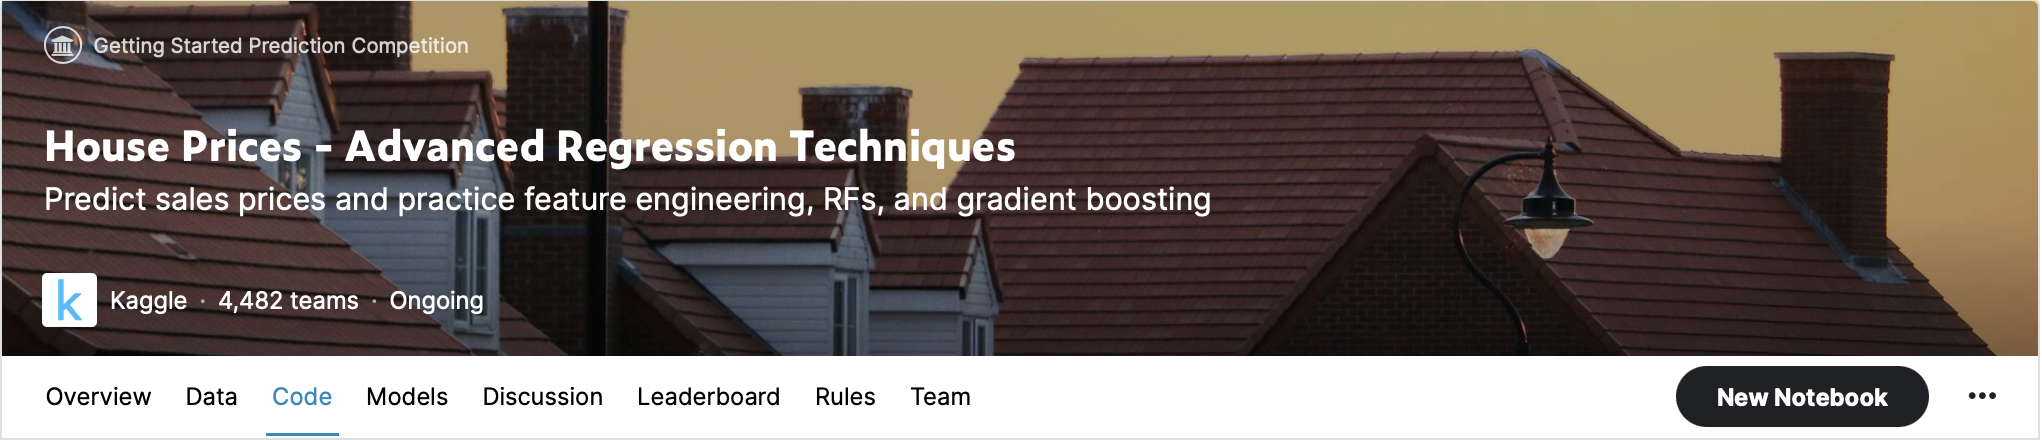 Getting Started Prediction Competition
House Prices - Advanced Regression Techniques
Predict sales prices and practice feature engineering, RFs, and gradient boosting
k Kaggle · 4,482 teams · Ongoing
Overview Data Code Models Discussion Leaderboard Rules Team New Notebook